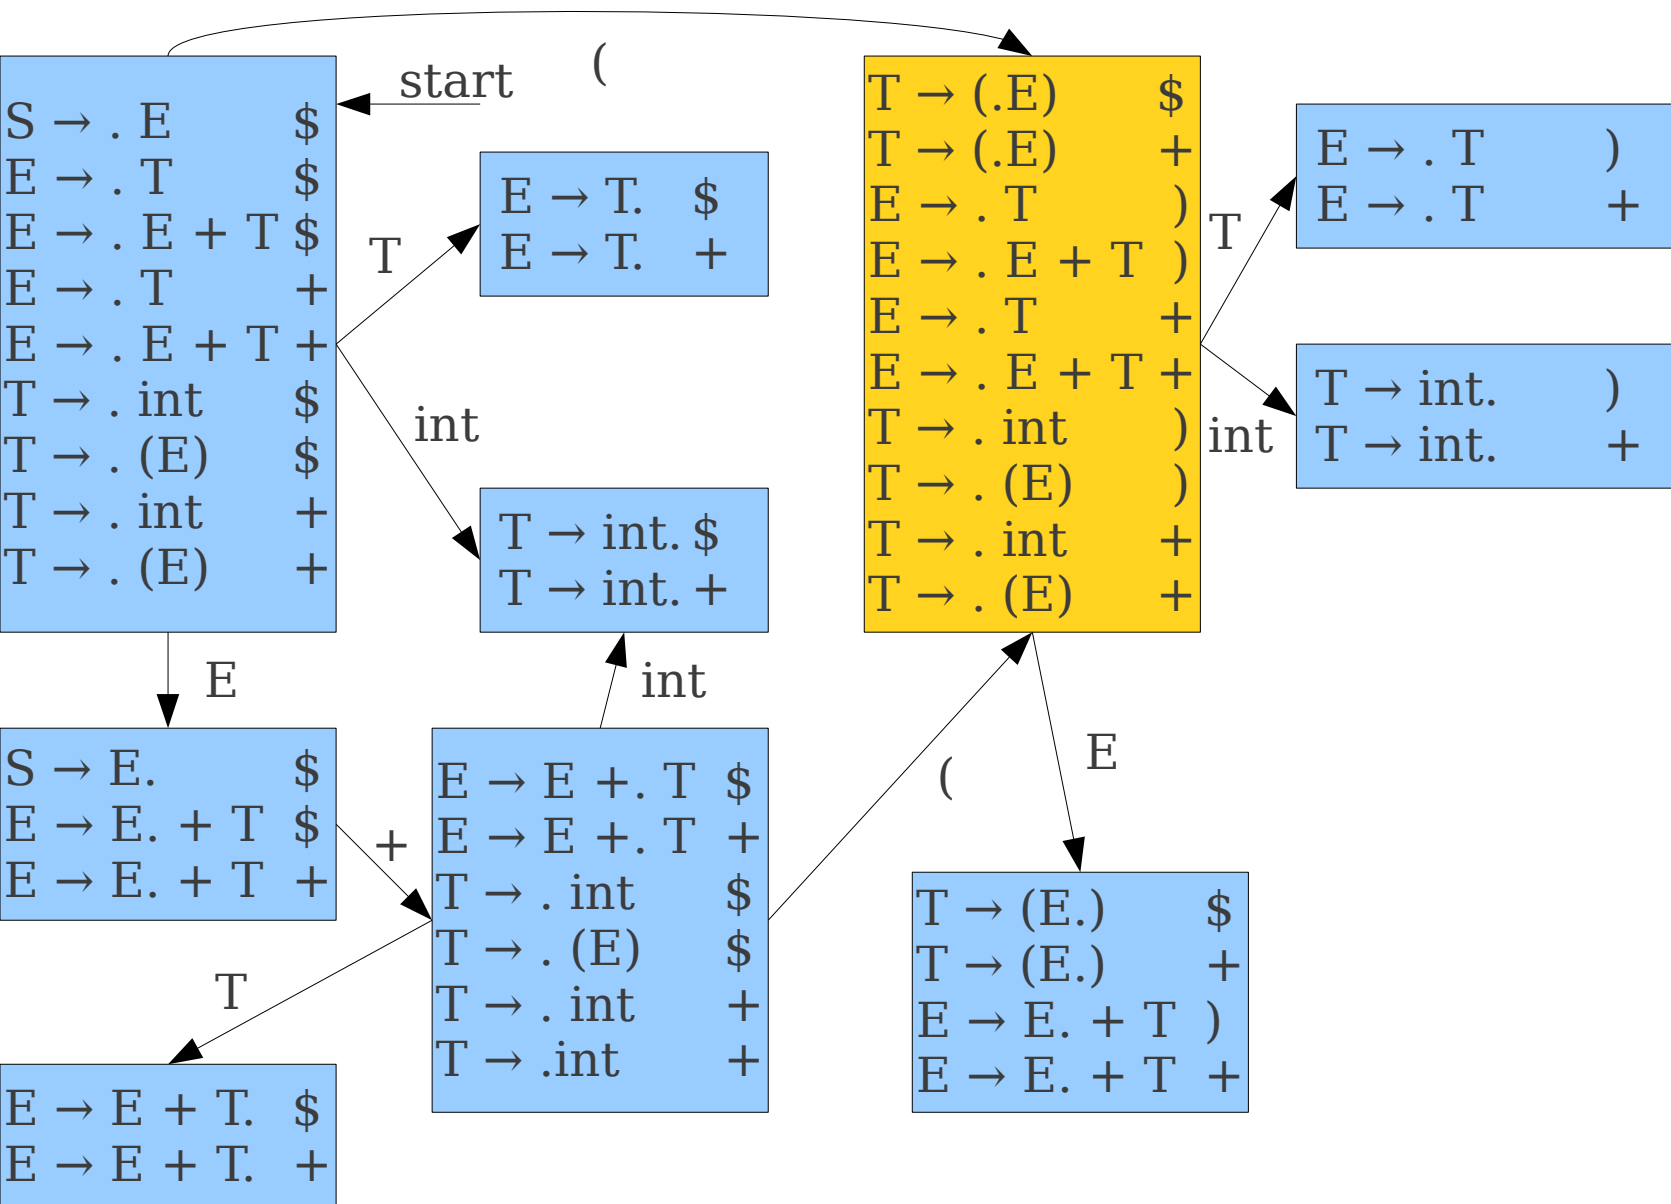 (
start
S → . E $
E → . T $
E → . E + T $
E → . T +
E → . E + T +
T → . int $
T → . (E) $
T → . int +
T → . (E) +
T
E → T. $
E → T. +
int
T → int. $
T → int. +
T → (.E) $
T → (.E) +
E → . T )
E → . E + T )
E → . T +
E → . E + T +
T → . int )
T → . (E) )
T → . int +
T → . (E) +
T
E → . T )
E → . T +
int
T → int. )
T → int. +
E
S → E. $
E → E. + T $
E → E. + T +
+
int
E → E +. T $
E → E +. T +
T → . int $
T → . (E) $
T → . int +
T → .int +
(
E
T → (E.) $
T → (E.) +
E → E. + T )
E → E. + T +
T
E → E + T. $
E → E + T. +